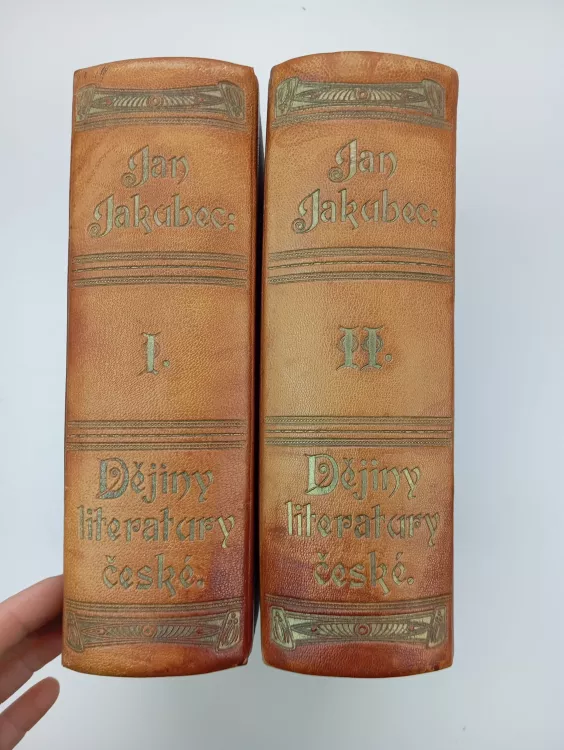 Jan
Jakubec:
I.
Dějiny
literatury
české.
Jan
Jakubec:
II.
Dějiny
literatury
české.